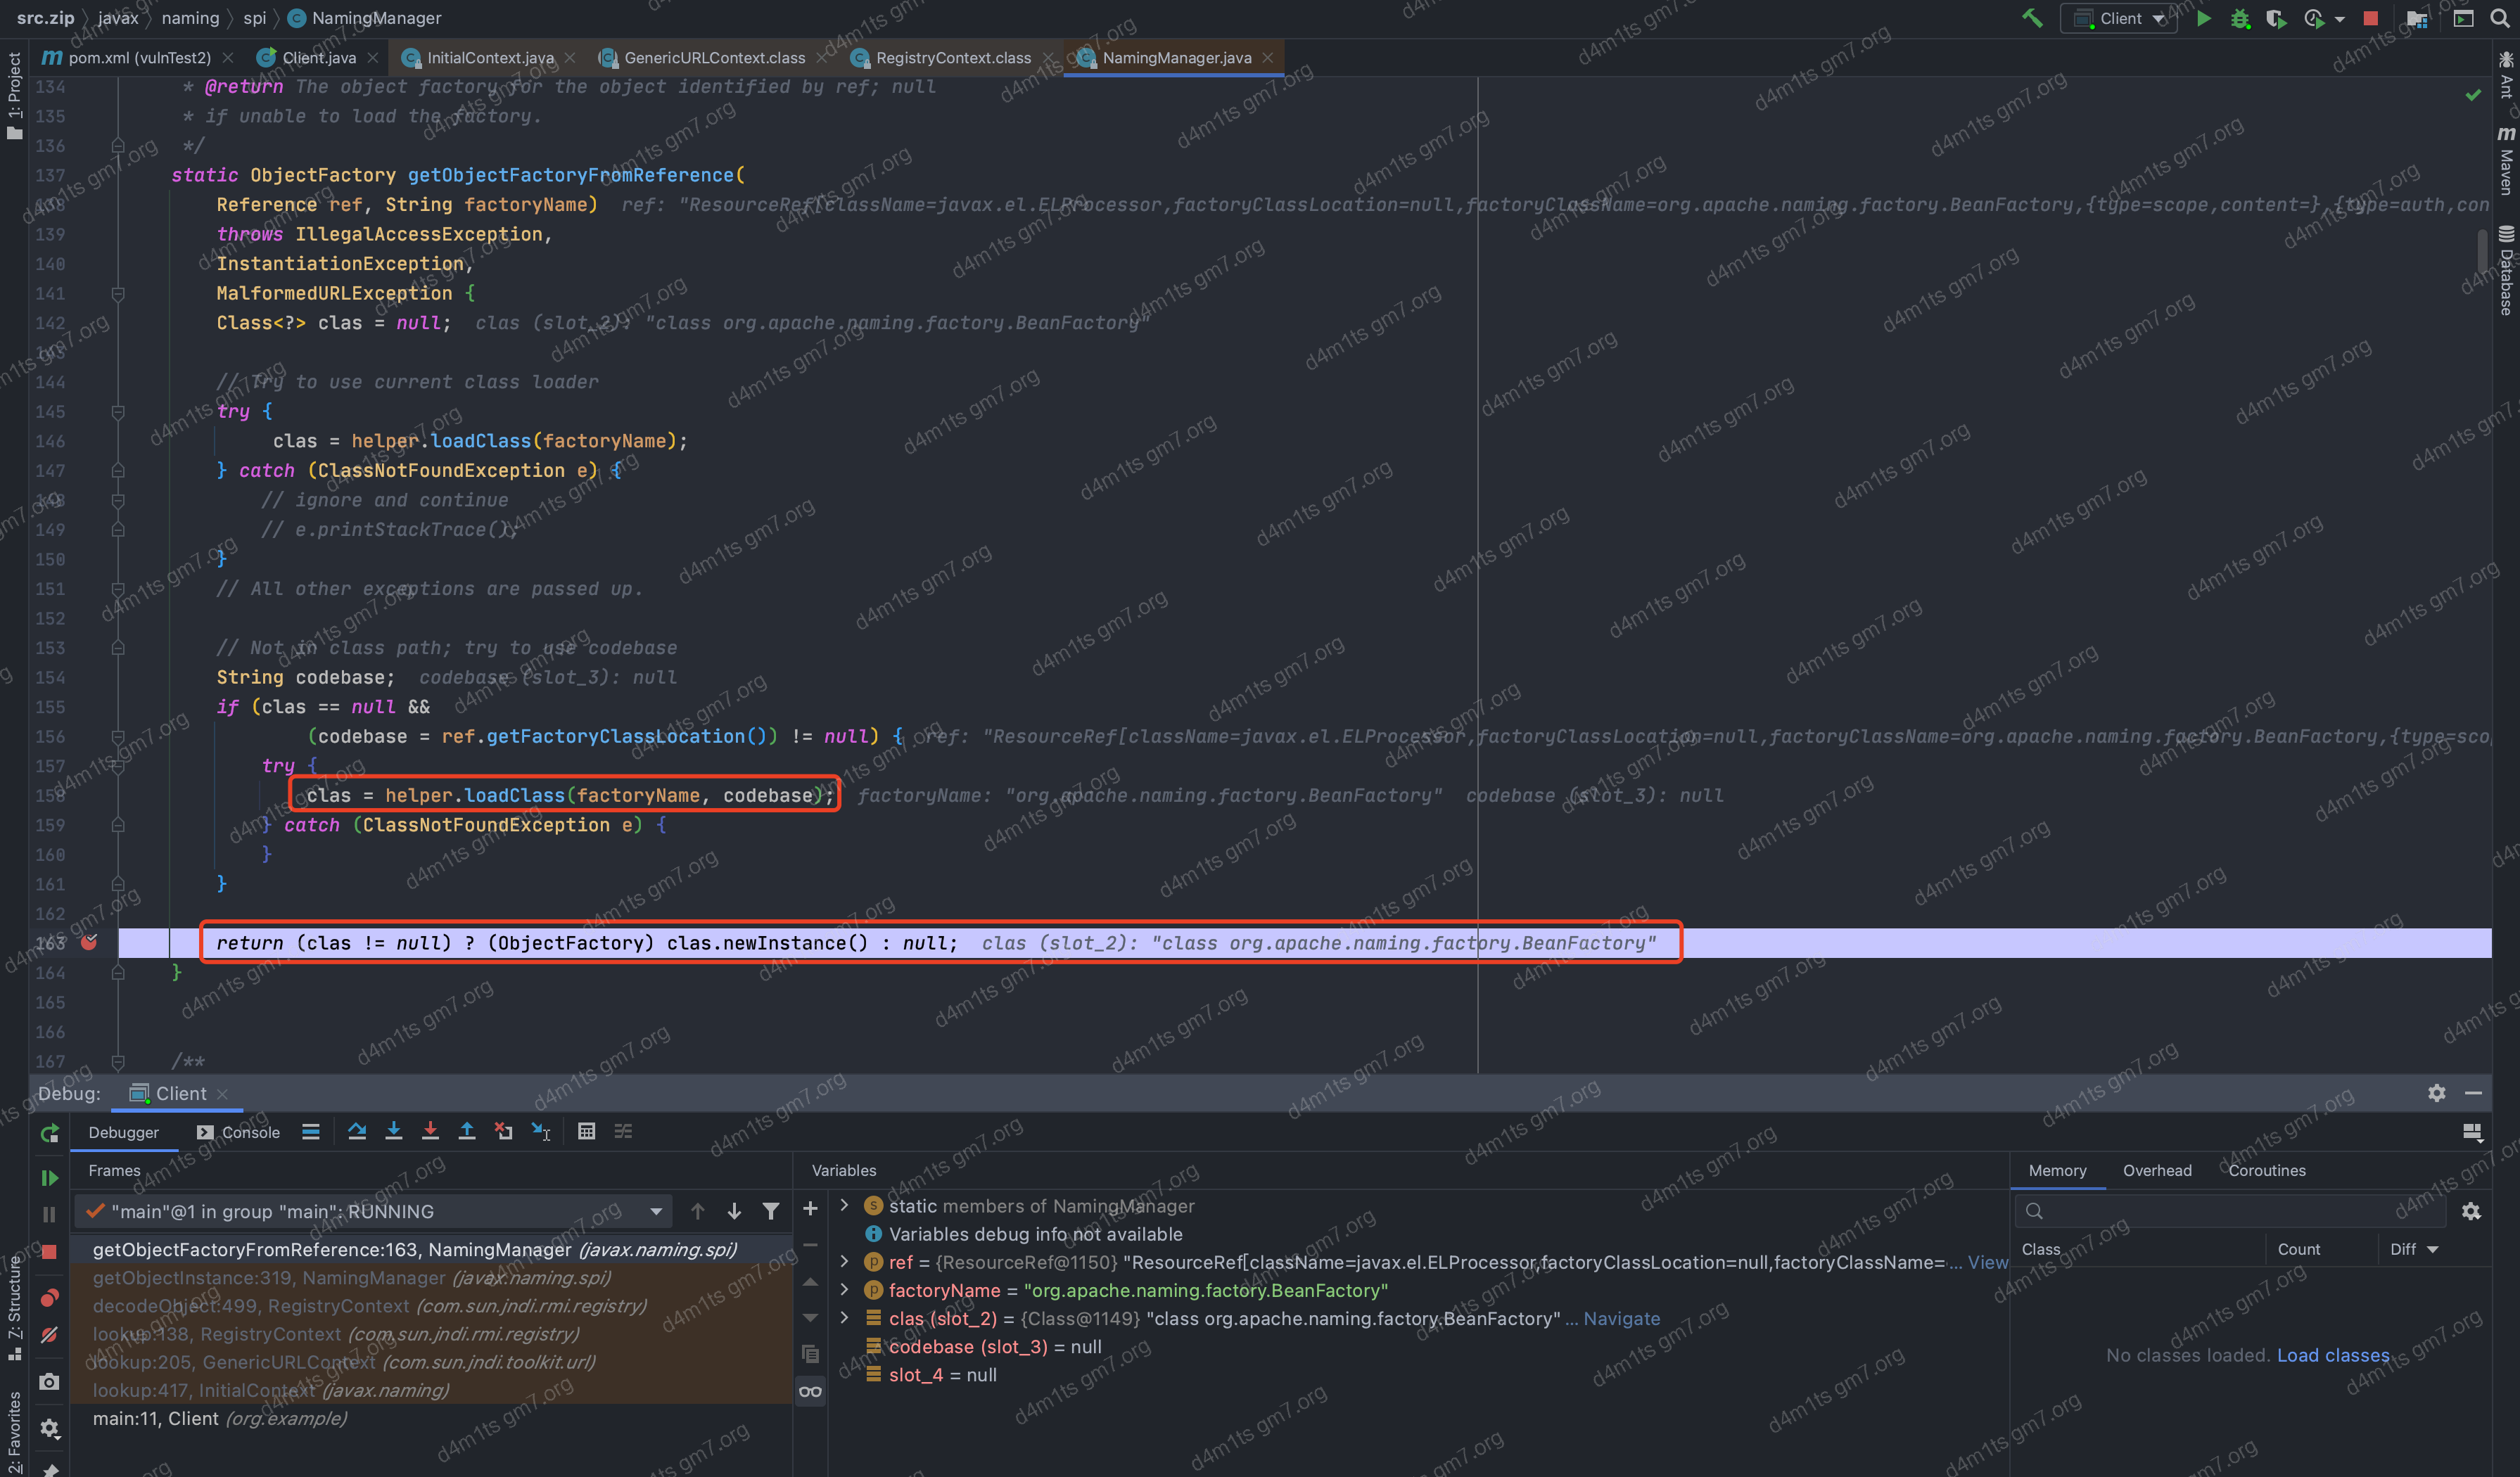 src.zip javax naming spi NamingManager
Client
pom.xml (vulnTest2) Client.java InitialContext.java GenericURLContext.class RegistryContext.class NamingManager.java
134 * @return The object factory for the object identified by ref; null
135 * if unable to load the factory.
136 */
137 static ObjectFactory getObjectFactoryFromReference(
138 Reference ref, String factoryName) ref: "ResourceRef[className=javax.el.ELProcessor,factoryClassLocation=null,factoryClassName=org.apache.naming.factory.BeanFactory,{type=scope,content=},{type=auth,con
139 throws IllegalAccessException,
140 InstantiationException,
141 MalformedURLException {
142 Class<?> clas = null; clas (slot_2): "class org.apache.naming.factory.BeanFactory"
143
144 // Try to use current class loader
145 try {
146 clas = helper.loadClass(factoryName);
147 } catch (ClassNotFoundException e) {
148 // ignore and continue
149 // e.printStackTrace();
150 }
151 // All other exceptions are passed up.
152
153 // Not in class path; try to use codebase
154 String codebase; codebase (slot_3): null
155 if (clas == null &&
156 (codebase = ref.getFactoryClassLocation()) != null) { ref: "ResourceRef[className=javax.el.ELProcessor,factoryClassLocation=null,factoryClassName=org.apache.naming.factory.BeanFactory,{type=sco
157 try {
158 clas = helper.loadClass(factoryName, codebase); factoryName: "org.apache.naming.factory.BeanFactory" codebase (slot_3): null
159 } catch (ClassNotFoundException e) {
160 }
161 }
162
163 return (clas != null) ? (ObjectFactory) clas.newInstance() : null; clas (slot_2): "class org.apache.naming.factory.BeanFactory"
164 }
165
166
167 /**
1: Project
7: Structure
2: Favorites
Ant
Maven
Database
Debug: Client
Debugger Console
Frames
"main"@1 in group "main": RUNNING
getObjectFactoryFromReference:163, NamingManager (javax.naming.spi)
getObjectInstance:319, NamingManager (javax.naming.spi)
decodeObject:499, RegistryContext (com.sun.jndi.rmi.registry)
lookup:138, RegistryContext (com.sun.jndi.rmi.registry)
lookup:205, GenericURLContext (com.sun.jndi.toolkit.url)
lookup:417, InitialContext (javax.naming)
main:11, Client (org.example)
Variables
static members of NamingManager
Variables debug info not available
ref = {ResourceRef@1150} "ResourceRef[className=javax.el.ELProcessor,factoryClassLocation=null,factoryClassName=... View
factoryName = "org.apache.naming.factory.BeanFactory"
clas (slot_2) = {Class@1149} "class org.apache.naming.factory.BeanFactory" ... Navigate
codebase (slot_3) = null
slot_4 = null
Memory Overhead Coroutines
Class Count Diff
No classes loaded. Load classes
d4m1ts gm7.org